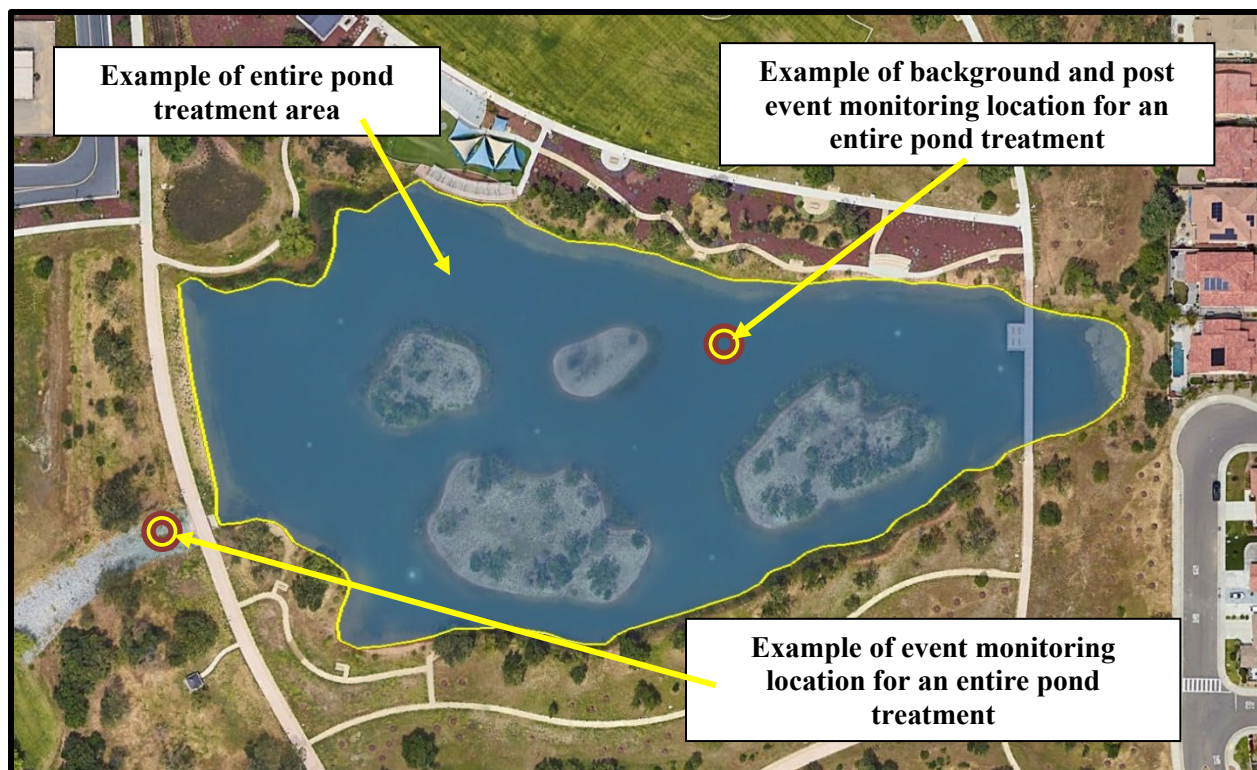 Example of entire pond
treatment area
Example of background and post
event monitoring location for an
entire pond treatment
Example of event monitoring
location for an entire pond
treatment